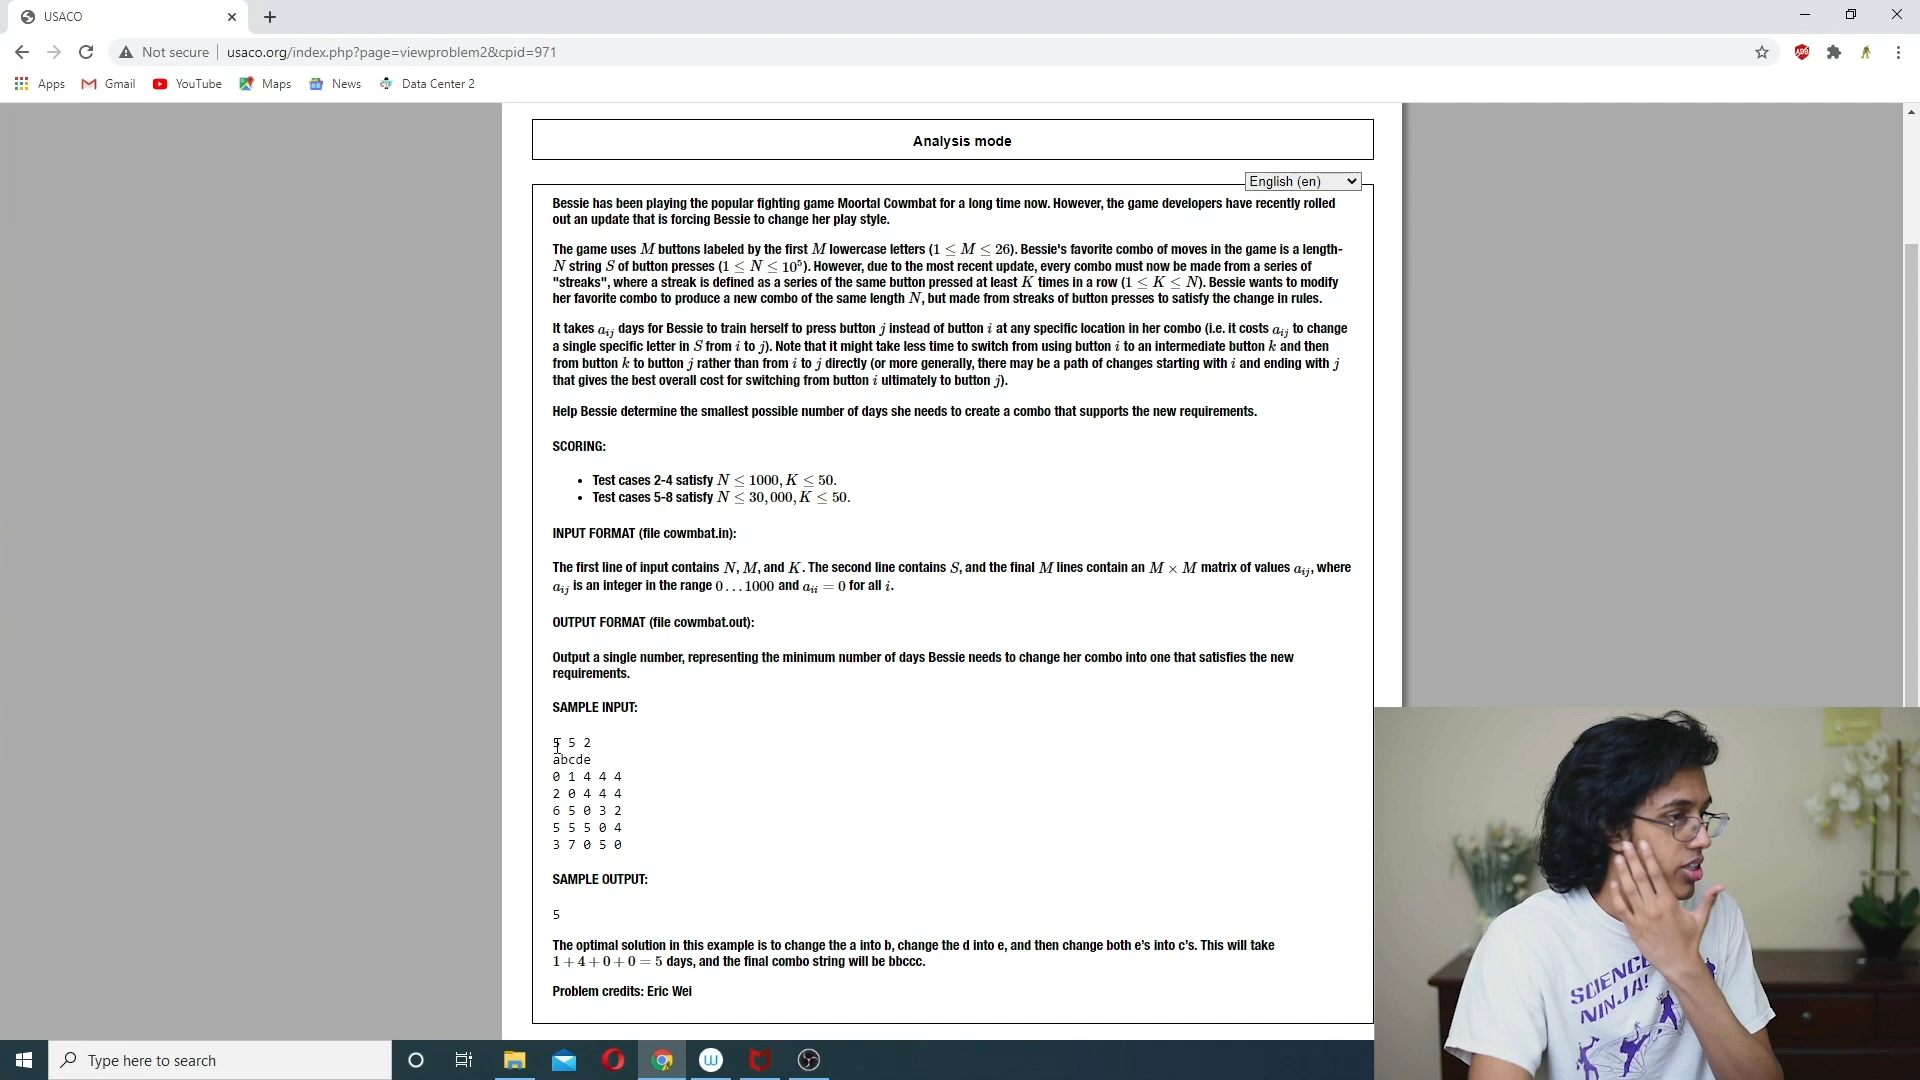 USACO
Not secure usaco.org/index.php?page=viewproblem2&cpid=971
Apps Gmail YouTube Maps News Data Center 2
Analysis mode
English (en)
Bessie has been playing the popular fighting game Moortal Cowmbat for a long time now. However, the game developers have recently rolled
out an update that is forcing Bessie to change her play style.
The game uses M buttons labeled by the first M lowercase letters (1 ≤ M ≤ 26). Bessie's favorite combo of moves in the game is a length-
N string S of button presses (1 ≤ N ≤ 10⁵). However, due to the most recent update, every combo must now be made from a series of
"streaks", where a streak is defined as a series of the same button pressed at least K times in a row (1 ≤ K ≤ N). Bessie wants to modify
her favorite combo to produce a new combo of the same length N, but made from streaks of button presses to satisfy the change in rules.
It takes aᵢⱼ days for Bessie to train herself to press button j instead of button i at any specific location in her combo (i.e. it costs aᵢⱼ to change
a single specific letter in S from i to j). Note that it might take less time to switch from using button i to an intermediate button k and then
from button k to button j rather than from i to j directly (or more generally, there may be a path of changes starting with i and ending with j
that gives the best overall cost for switching from button i ultimately to button j).
Help Bessie determine the smallest possible number of days she needs to create a combo that supports the new requirements.
SCORING:
• Test cases 2-4 satisfy N ≤ 1000, K ≤ 50.
• Test cases 5-8 satisfy N ≤ 30,000, K ≤ 50.
INPUT FORMAT (file cowmbat.in):
The first line of input contains N, M, and K. The second line contains S, and the final M lines contain an M × M matrix of values aᵢⱼ, where
aᵢⱼ is an integer in the range 0…1000 and aᵢᵢ = 0 for all i.
OUTPUT FORMAT (file cowmbat.out):
Output a single number, representing the minimum number of days Bessie needs to change her combo into one that satisfies the new
requirements.
SAMPLE INPUT:
5 5 2
abcde
0 1 4 4 4
2 0 4 4 4
6 5 0 3 2
5 5 5 0 4
3 7 0 5 0
SAMPLE OUTPUT:
5
The optimal solution in this example is to change the a into b, change the d into e, and then change both e's into c's. This will take
1 + 4 + 0 + 0 = 5 days, and the final combo string will be bbccc.
Problem credits: Eric Wei
SCIENCE
NINJA!
Type here to search